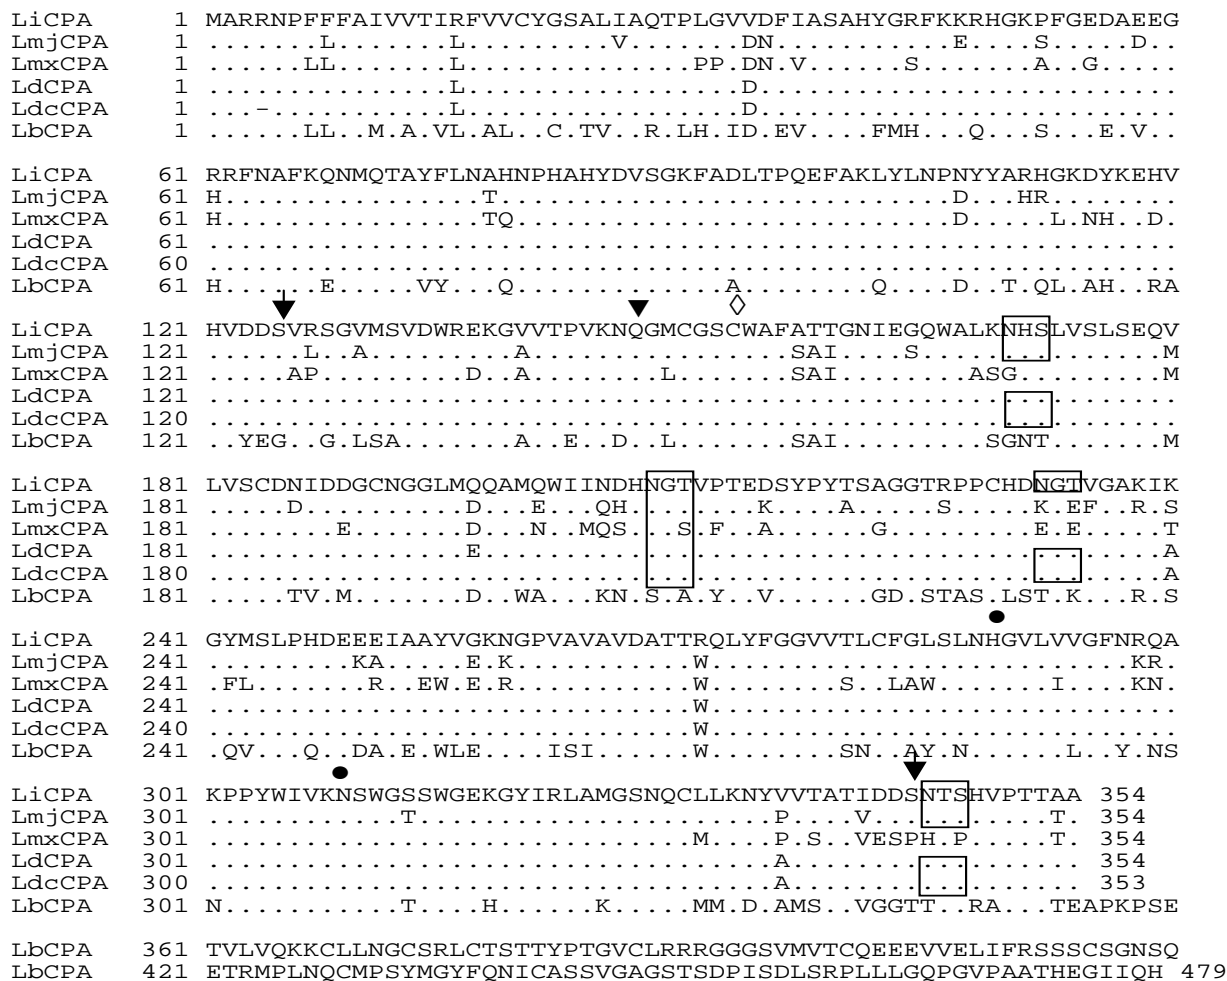 LiCPA 1 MARRNPFFFAIVVTIRFVVCYGSALIAQTPLGVVDFIASAHYGRFKKRHGKPFGEDAEEG
LmjCPA 1 .......L.......L.........V.......DN...........E....S.....E..
LmxCPA 1 ......LL.......L..............PP.DN.V......S.......A..G.....
LdCPA 1 ...............L.................D..........................
LdcCPA 1 ...-...........L.................D..........................
LbCPA 1 ......LL..M.A.VL.AL..C.TV..R.LH.ID.EV....FMH...Q...S...E.V..
LiCPA 61 RRFNAFKQNMQTAYFLNAHNPHAHYDVSGKFADLTPQEFAKLYLNPNYYARHGKDYKEHV
LmjCPA 61 H................T............................D...HR........
LmxCPA 61 H................TQ...........................D.....L.NH..D.
LdCPA 61 ............................................................
LdcCPA 60 ............................................................
LbCPA 61 H......E.....VY...Q.............A........Q....D..T.QL.AH..RA
LiCPA 121 HVDDSVRSGVMSVDWREKGVVTPVKNQGMCGSCWAFATTGNIEGQWALKNHSLVSLSEQV
LmjCPA 121 ......L..A.........A................SAI....G...............M
LmxCPA 121 .....AP.........D..A........L.......SAI........ASG.........M
LdCPA 121 ............................................................
LdcCPA 120 ............................................................
LbCPA 121 ..YEG..G.LSA.......A..E..D..L.......SAI.........SGNT.......M
LiCPA 181 LVSCDNIDDGCNGGLMQQAMQWIINDHNGTVPTEDSYPYTSAGGTRPPCHDNGTVGAKIK
LmjCPA 181 .....D..........D...E...QH........K....A.....S.....K.EF..R.S
LmxCPA 181 ........E.......D...N..MQS...S.F..A......G.........E.E.....T
LdCPA 181 ................E..........................................A
LdcCPA 180 ...........................................................A
LbCPA 181 .....TV.M.......D..WA...KN.S.A.Y..V......GD.STAS.LST.K...R.S
LiCPA 241 GYMSLPHDEEEIAAYVGKNGPVAVAVDATTRQLYFGGVVTLCFGLSLNHGVLVVGFNRQA
LmjCPA 241 .........KA.....E.K...........W..........................KR.
LmxCPA 241 .FL.......R..EW.E.R...........W........S..LAW.......I....KN.
LdCPA 241 ..............................W.............................
LdcCPA 240 ............................................................
LbCPA 241 .QV...Q..DA.E.WLE....ISI......W........SN..AY.N......L..Y.NS
LiCPA 301 KPPYWIVKNSWGSSWGEKGYIRLAMGSNQCLLKNYVVTATIDDSNTSHVPTTAA 354
LmjCPA 301 ............T......................P....V...........T. 354
LmxCPA 301 ..............................M....P.S..VESPH.P.....T. 354
LdCPA 301 ...................................A.................. 354
LdcCPA 300 ...................................A.................. 353
LbCPA 301 N...........T....H......K.....MM.D.AMS..VGGTT..RA...TEAPKPSE
LbCPA 361 TVLVQKKCLLNGCSRLCTSTTYPTGVCLRRRGGGSVMVTCQEEEVVELIFRSSSCSGNSQ
LbCPA 421 ETRMPLNQCMPSYMGYFQNICASSVGAGSTSDPISDLSRPLLLGQPGVPAATHEGIIQH 479